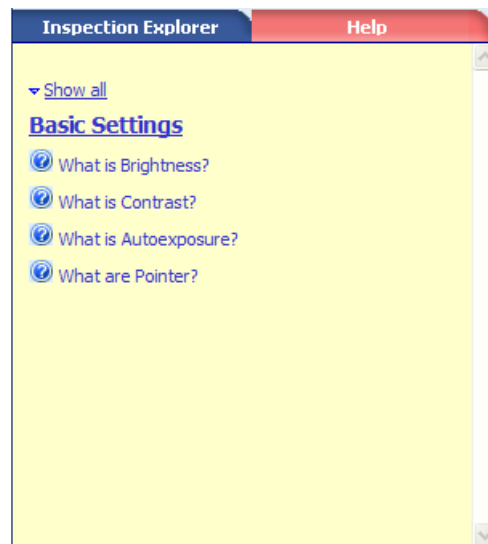 Inspection Explorer
Help
Show all
Basic Settings
What is Brightness?
What is Contrast?
What is Autoexposure?
What are Pointer?